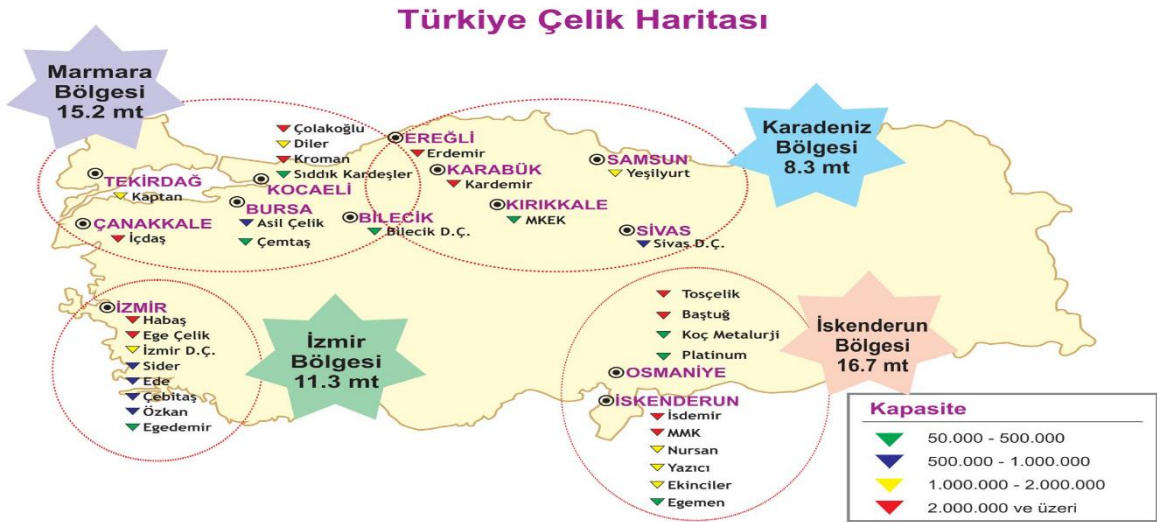 Türkiye Çelik Haritası
Marmara
Bölgesi
15.2 mt
Karadeniz
Bölgesi
8.3 mt
Çolakoğlu
Diler
Kroman
Sıddık Kardeşler
KOCAELİ
TEKİRDAĞ
Kaptan
ÇANAKKALE
İçdaş
BURSA
Asil Çelik
Çemtaş
BİLECİK
Bilecik D.Ç.
EREĞLİ
Erdemir
KARABÜK
Kardemir
KIRIKKALE
MKEK
SAMSUN
Yeşilyurt
SİVAS
Sivas D.Ç.
İZMİR
Habaş
Ege Çelik
İzmir D.Ç.
Sider
Ede
Çebitaş
Özkan
Egedemir
İzmir
Bölgesi
11.3 mt
Tosçelik
Baştuğ
Koç Metalurji
Platinum
OSMANİYE
İSKENDERUN
İsdemir
MMK
Nursan
Yazıcı
Ekinciler
Egemen
İskenderun
Bölgesi
16.7 mt
Kapasite
50.000 - 500.000
500.000 - 1.000.000
1.000.000 - 2.000.000
2.000.000 ve üzeri